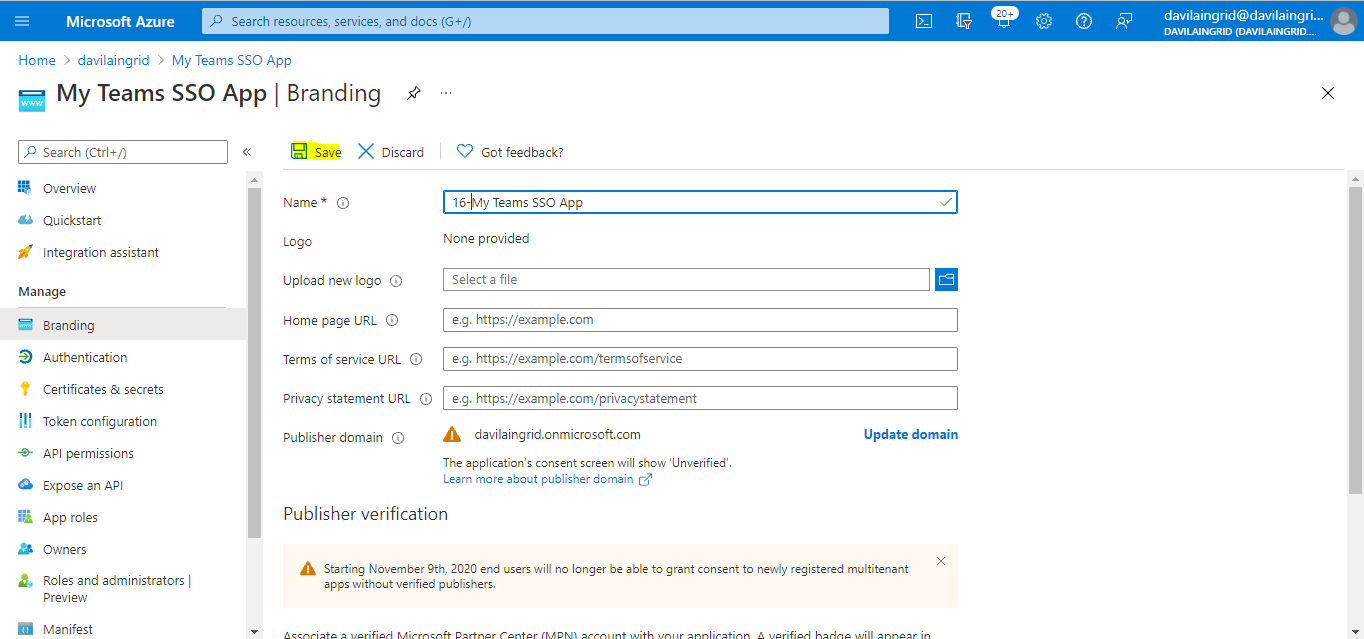 Microsoft Azure
Search resources, services, and docs (G+/)
20+
davilaingrid@davilaingri...
DAVILAINGRID (DAVILAINGRID....
Home > davilaingrid > My Teams SSO App
My Teams SSO App | Branding
...
Search (Ctrl+/)
«
Overview
Quickstart
Integration assistant
Manage
Branding
Authentication
Certificates & secrets
Token configuration
API permissions
Expose an API
App roles
Owners
Roles and administrators |
Preview
Manifest
Save
Discard
Got feedback?
Name *
16-My Teams SSO App
Logo
None provided
Upload new logo
Select a file
Home page URL
e.g. https://example.com
Terms of service URL
e.g. https://example.com/termsofservice
Privacy statement URL
e.g. https://example.com/privacystatement
Publisher domain
davilaingrid.onmicrosoft.com
Update domain
The application's consent screen will show 'Unverified'.
Learn more about publisher domain
Publisher verification
Starting November 9th, 2020 end users will no longer be able to grant consent to newly registered multitenant
apps without verified publishers.
Associate a verified Microsoft Partner Center (MPN) account with your application. A verified badge will appear in